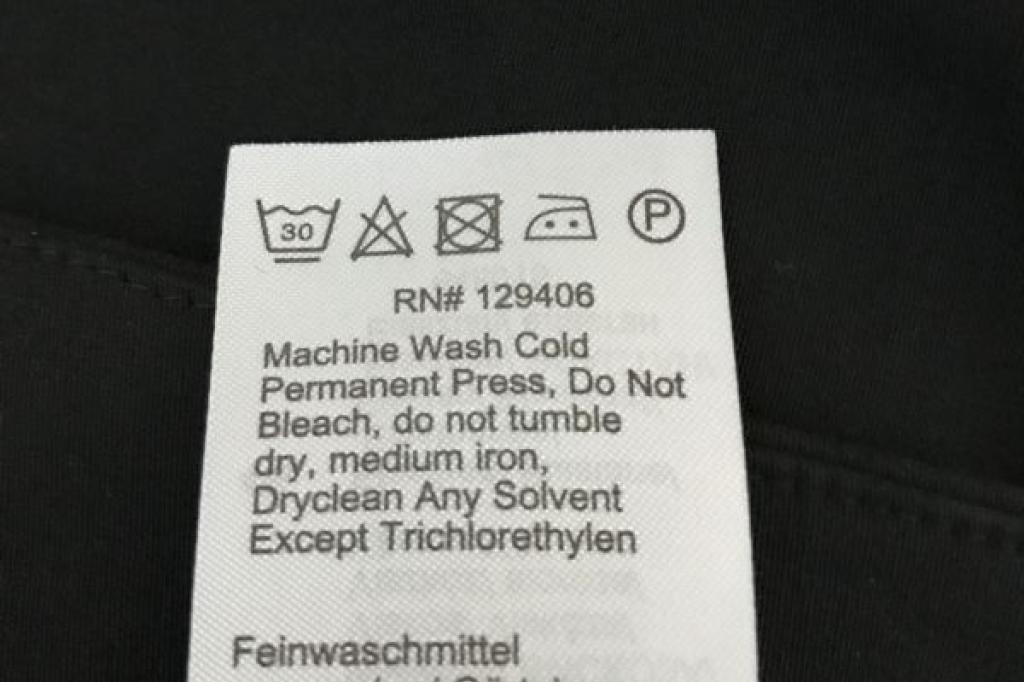 30 P
RN# 129406
Machine Wash Cold
Permanent Press, Do Not
Bleach, do not tumble
dry, medium iron,
Dryclean Any Solvent
Except Trichlorethylen
Feinwaschmittel